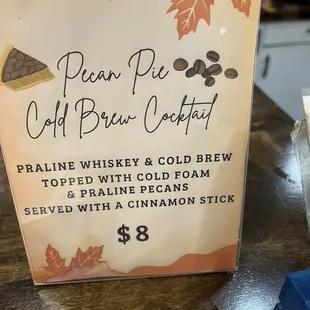 Pecan Pie
Cold Brew Cocktail
PRALINE WHISKEY & COLD BREW
TOPPED WITH COLD FOAM
& PRALINE PECANS
SERVED WITH A CINNAMON STICK
$8